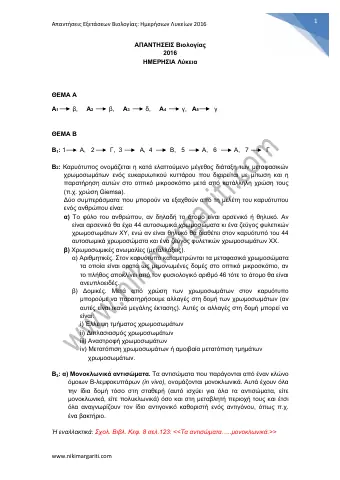 Απαντήσεις Εξετάσεων Βιολογίας: Ημερήσιων Λυκείων 2016
1
ΑΠΑΝΤΗΣΕΙΣ Βιολογίας
2016
ΗΜΕΡΗΣΙΑ Λύκεια
ΘΕΜΑ Α
Α₁ → β, Α₂ → β, Α₃ → δ, Α₄ → γ, Α₅ → γ
ΘΕΜΑ Β
Β₁: 1 → Α, 2 → Γ, 3 → Α, 4 → Β, 5 → Α, 6 → Α, 7 → Γ
Β₂: Καρυότυπος ονομάζεται η κατά ελαττούμενο μέγεθος διάταξη των μεταφασικών
χρωμοσωμάτων ενός ευκαρυωτικού κυττάρου που διαιρείται με μίτωση και η
παρατήρηση αυτών στο οπτικό μικροσκόπιο μετά από κατάλληλη χρώση τους
(π.χ. χρώση Giemsa).
Δύο συμπεράσματα που μπορούν να εξαχθούν από τη μελέτη του καρυότυπου
ενός ανθρώπου είναι:
α) Το φύλο του ανθρώπου, αν δηλαδή το άτομο είναι αρσενικό ή θηλυκό. Αν
είναι αρσενικό θα έχει 44 αυτοσωμικά χρωμοσώματα κι ένα ζεύγος φυλετικών
χρωμοσωμάτων ΧΥ, ενώ αν είναι θηλυκό θα διαθέτει στον καρυότυπό του 44
αυτοσωμικά χρωμοσώματα και ένα ζεύγος φυλετικών χρωμοσωμάτων ΧΧ.
β) Χρωμοσωμικές ανωμαλίες (μεταλλάξεις).
α) Αριθμητικές. Στον καρυότυπο καταμετρώνται τα μεταφασικά χρωμοσώματα
τα οποία είναι ορατά ως μεμονωμένες δομές στο οπτικό μικροσκόπιο, αν
το πλήθος αποκλίνει από τον φυσιολογικό αριθμό 46 τότε το άτομο θα είναι
ανευπλοειδές.
β) Δομικές. Μετά από χρώση των χρωμοσωμάτων στον καρυότυπο
μπορούμε να παρατηρήσουμε αλλαγές στη δομή των χρωμοσωμάτων (αν
αυτές είναι ικανά μεγάλης έκτασης). Αυτές οι αλλαγές στη δομή μπορεί να
είναι:
i) Έλλειψη τμήματος χρωμοσωμάτων
ii) Διπλασιασμός χρωμοσωμάτων
iii) Αναστροφή χρωμοσωμάτων
iv) Μετατόπιση χρωμοσωμάτων ή αμοιβαία μετατόπιση τμημάτων
χρωμοσωμάτων.
Β₃: α) Μονοκλωνικά αντισώματα. Τα αντισώματα που παράγονται από έναν κλώνο
όμοιων Β-λεμφοκυττάρων (in vivo), ονομάζονται μονοκλωνικά. Αυτά έχουν όλα
την ίδια δομή τόσο στη σταθερή (αυτό ισχύει για όλα τα αντισώματα, είτε
μονοκλωνικά, είτε πολυκλωνικά) όσο και στη μεταβλητή περιοχή τους και έτσι
όλα αναγνωρίζουν τον ίδιο αντιγονικό καθοριστή ενός αντιγόνου, όπως π.χ.
ένα βακτήριο.
Ή εναλλακτικά: Σχολ. Βιβλ. Κεφ. 8 σελ.123: <<Τα αντισώματα.....μονοκλωνικά.>>
www.nikimargariti.com